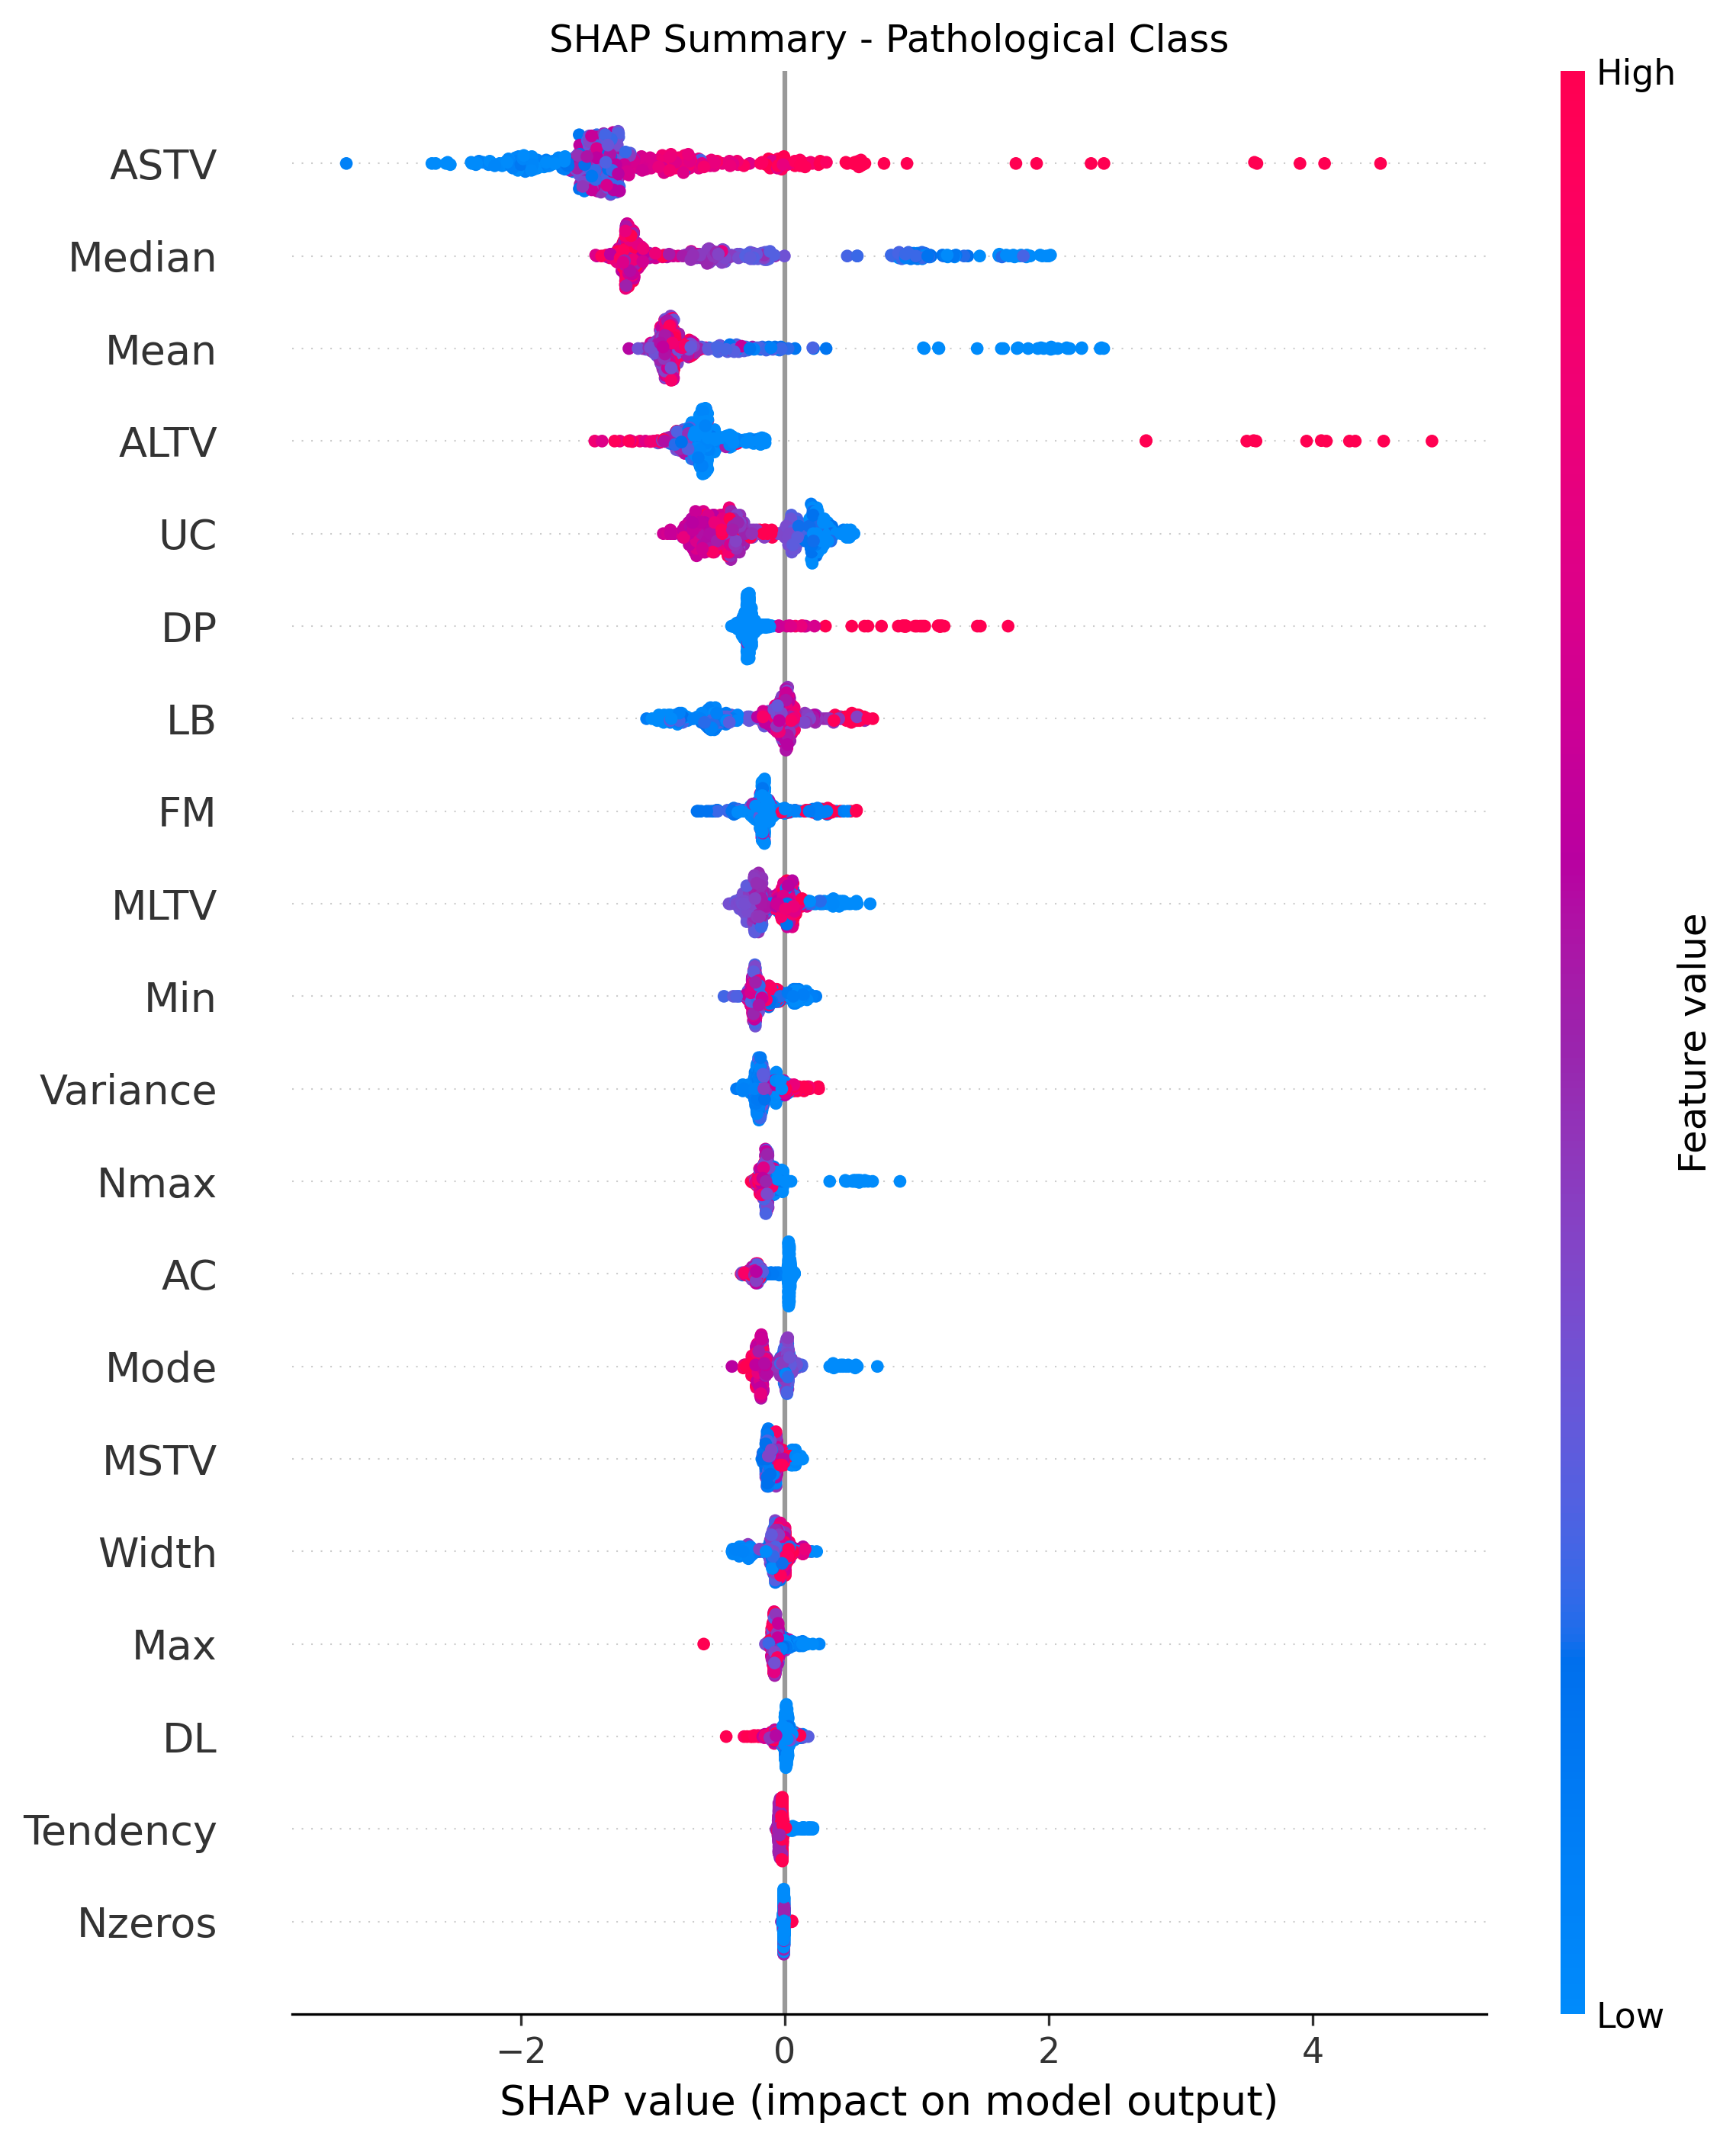 SHAP Summary - Pathological Class
High
ASTV
Median
Mean
ALTV
UC
DP
LB
FM
MLTV
Min
Variance
Nmax
AC
Mode
MSTV
Width
Max
DL
Tendency
Nzeros
Feature value
Low
−2 0 2 4
SHAP value (impact on model output)